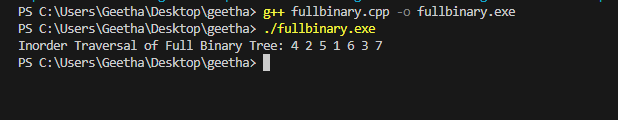 PS C:\Users\Geetha\Desktop\geetha> g++ fullbinary.cpp -o fullbinary.exe
PS C:\Users\Geetha\Desktop\geetha> ./fullbinary.exe
Inorder Traversal of Full Binary Tree: 4 2 5 1 6 3 7
PS C:\Users\Geetha\Desktop\geetha>